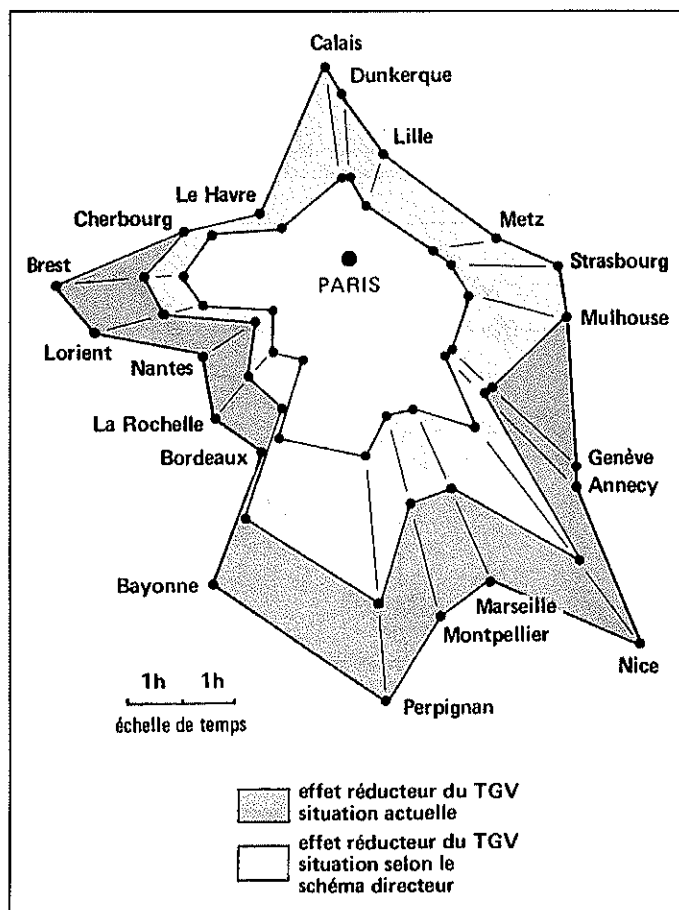 Calais
Dunkerque
Lille
Le Havre
Cherbourg
Metz
Brest
Strasbourg
PARIS
Mulhouse
Lorient
Nantes
La Rochelle
Bordeaux
Genève
Annecy
Bayonne
Marseille
Montpellier
Nice
1h 1h
Perpignan
échelle de temps
effet réducteur du TGV
situation actuelle
effet réducteur du TGV
situation selon le
schéma directeur